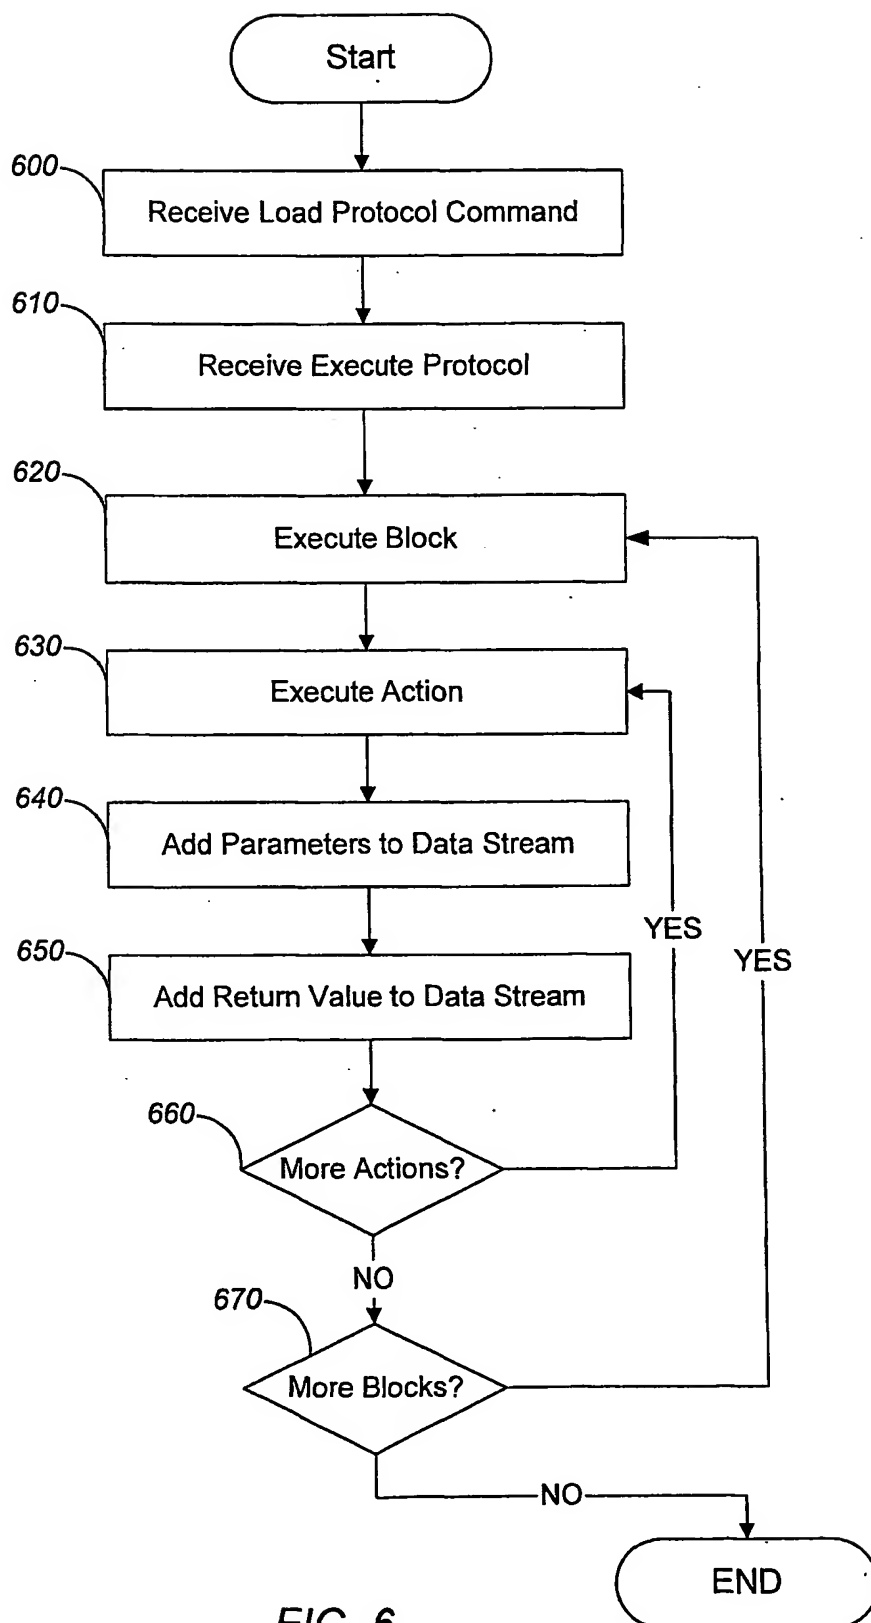 Start
600
Receive Load Protocol Command
610
Receive Execute Protocol
620
Execute Block
630
Execute Action
640
Add Parameters to Data Stream
YES
YES
650
Add Return Value to Data Stream
660
More Actions?
NO
670
More Blocks?
NO
END
FIG. 6